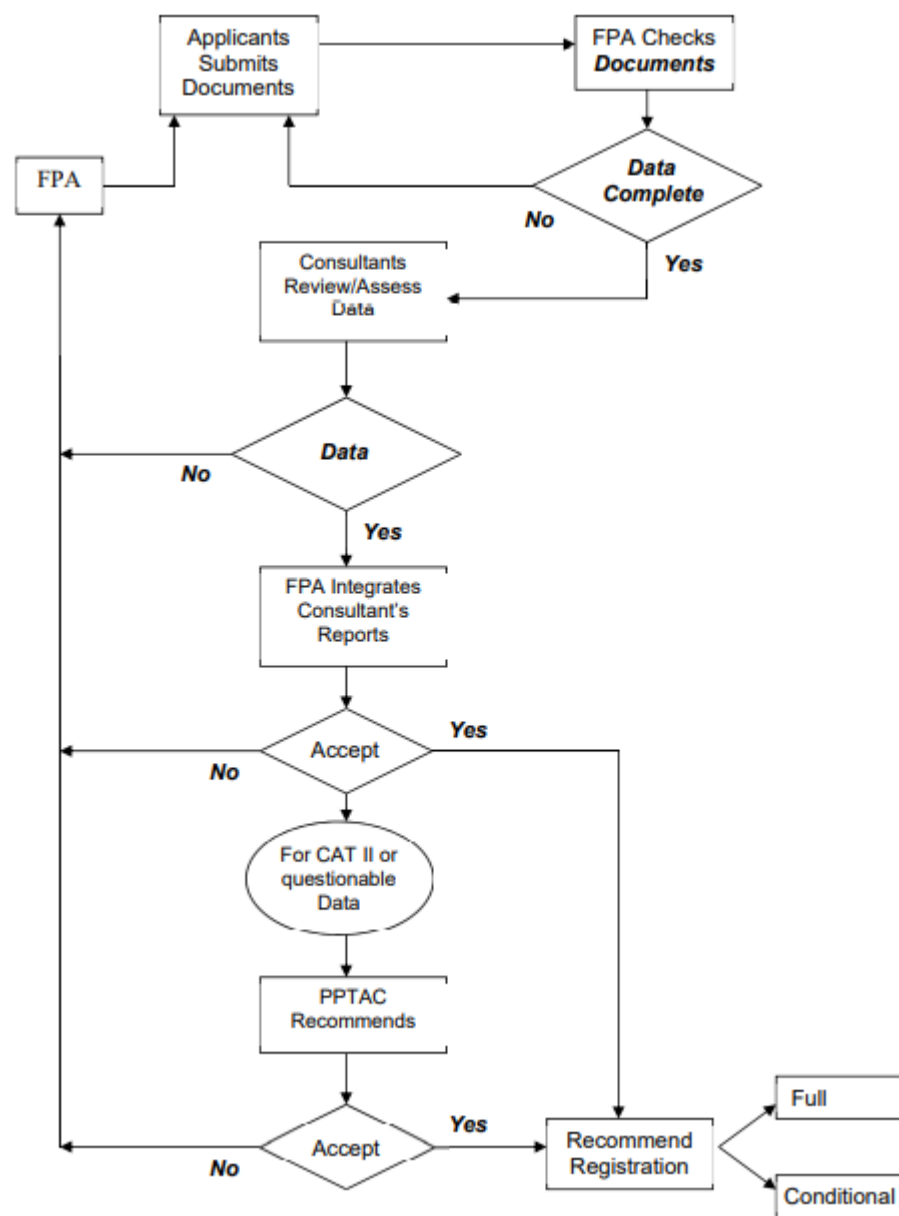 Applicants
Submits
Documents
FPA Checks
Documents
FPA
Data
Complete
No
Yes
Consultants
Review/Assess
Data
Data
No
Yes
FPA Integrates
Consultant's
Reports
Accept
Yes
No
For CAT II or
questionable
Data
PPTAC
Recommends
Accept
Yes
No
Recommend
Registration
Full
Conditional